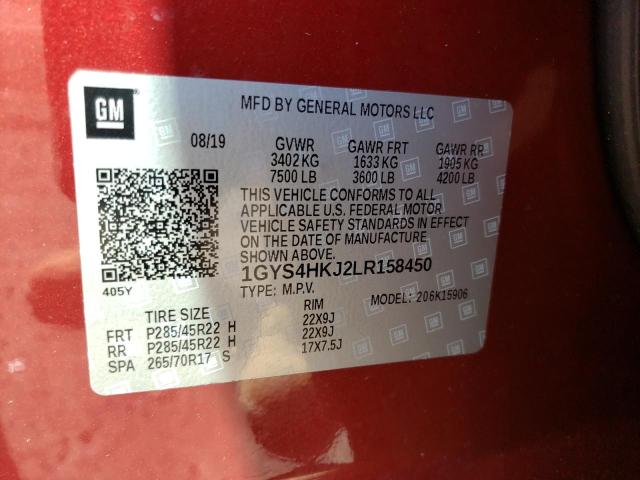 GM
MFD BY GENERAL MOTORS LLC
08/19 GVWR GAWR FRT GAWR RR
3402 KG 1633 KG 1905 KG
7500 LB 3600 LB 4200 LB
THIS VEHICLE CONFORMS TO ALL
APPLICABLE U.S. FEDERAL MOTOR
VEHICLE SAFETY STANDARDS IN EFFECT
ON THE DATE OF MANUFACTURE
SHOWN ABOVE.
1GYS4HKJ2LR158450
405Y TYPE: M.P.V. MODEL: 206K15906
TIRE SIZE RIM
FRT P285/45R22 H 22X9J
RR P285/45R22 H 22X9J
SPA 265/70R17 S 17X7.5J